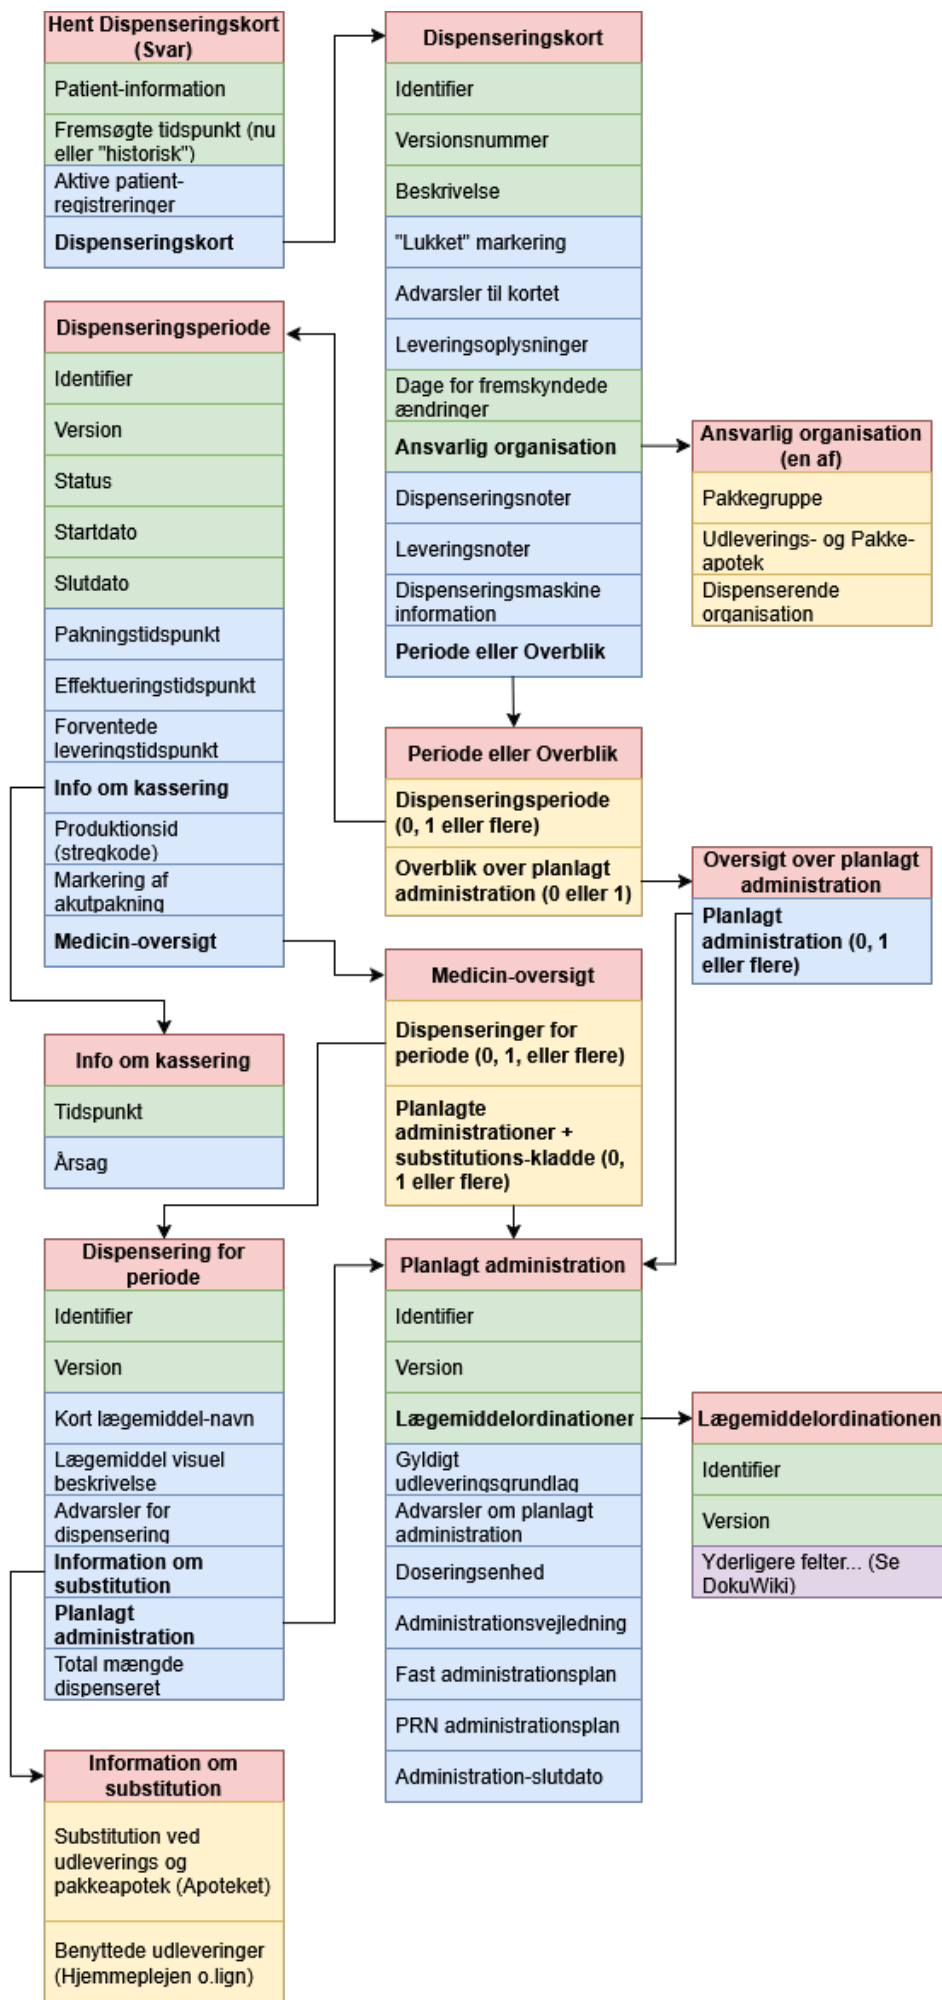 Hent Dispenseringskort
(Svar)
Patient-information
Fremsøgte tidspunkt (nu
eller "historisk")
Aktive patient-
registreringer
Dispenseringskort
Dispenseringskort
Identifier
Versionsnummer
Beskrivelse
"Lukket" markering
Advarsler til kortet
Leveringsoplysninger
Dage for fremskyndede
ændringer
Ansvarlig organisation
Dispenseringsnoter
Leveringsnoter
Dispenseringsmaskine
information
Periode eller Overblik
Ansvarlig organisation
(en af)
Pakkegruppe
Udleverings- og Pakke-
apotek
Dispenserende
organisation
Dispenseringsperiode
Identifier
Version
Status
Startdato
Slutdato
Pakningstidspunkt
Effektueringstidspunkt
Forventede
leveringstidspunkt
Info om kassering
Produktionsid
(stregkode)
Markering af
akutpakning
Medicin-oversigt
Periode eller Overblik
Dispenseringsperiode
(0, 1 eller flere)
Overblik over planlagt
administration (0 eller 1)
Oversigt over planlagt
administration
Planlagt
administration (0, 1
eller flere)
Medicin-oversigt
Dispenseringer for
periode (0, 1, eller flere)
Planlagte
administrationer +
substitutions-kladde (0,
1 eller flere)
Info om kassering
Tidspunkt
Årsag
Dispensering for
periode
Identifier
Version
Kort lægemiddel-navn
Lægemiddel visuel
beskrivelse
Advarsler for
dispensering
Information om
substitution
Planlagt
administration
Total mængde
dispenseret
Planlagt administration
Identifier
Version
Lægemiddelordinationer
Gyldigt
udleveringsgrundlag
Advarsler om planlagt
administration
Doseringsenhed
Administrationsvejledning
Fast administrationsplan
PRN administrationsplan
Administration-slutdato
Lægemiddelordinationen
Identifier
Version
Yderligere felter... (Se
DokuWiki)
Information om
substitution
Substitution ved
udleverings og
pakkeapotek (Apoteket)
Benyttede udleveringer
(Hjemmeplejen o.lign)